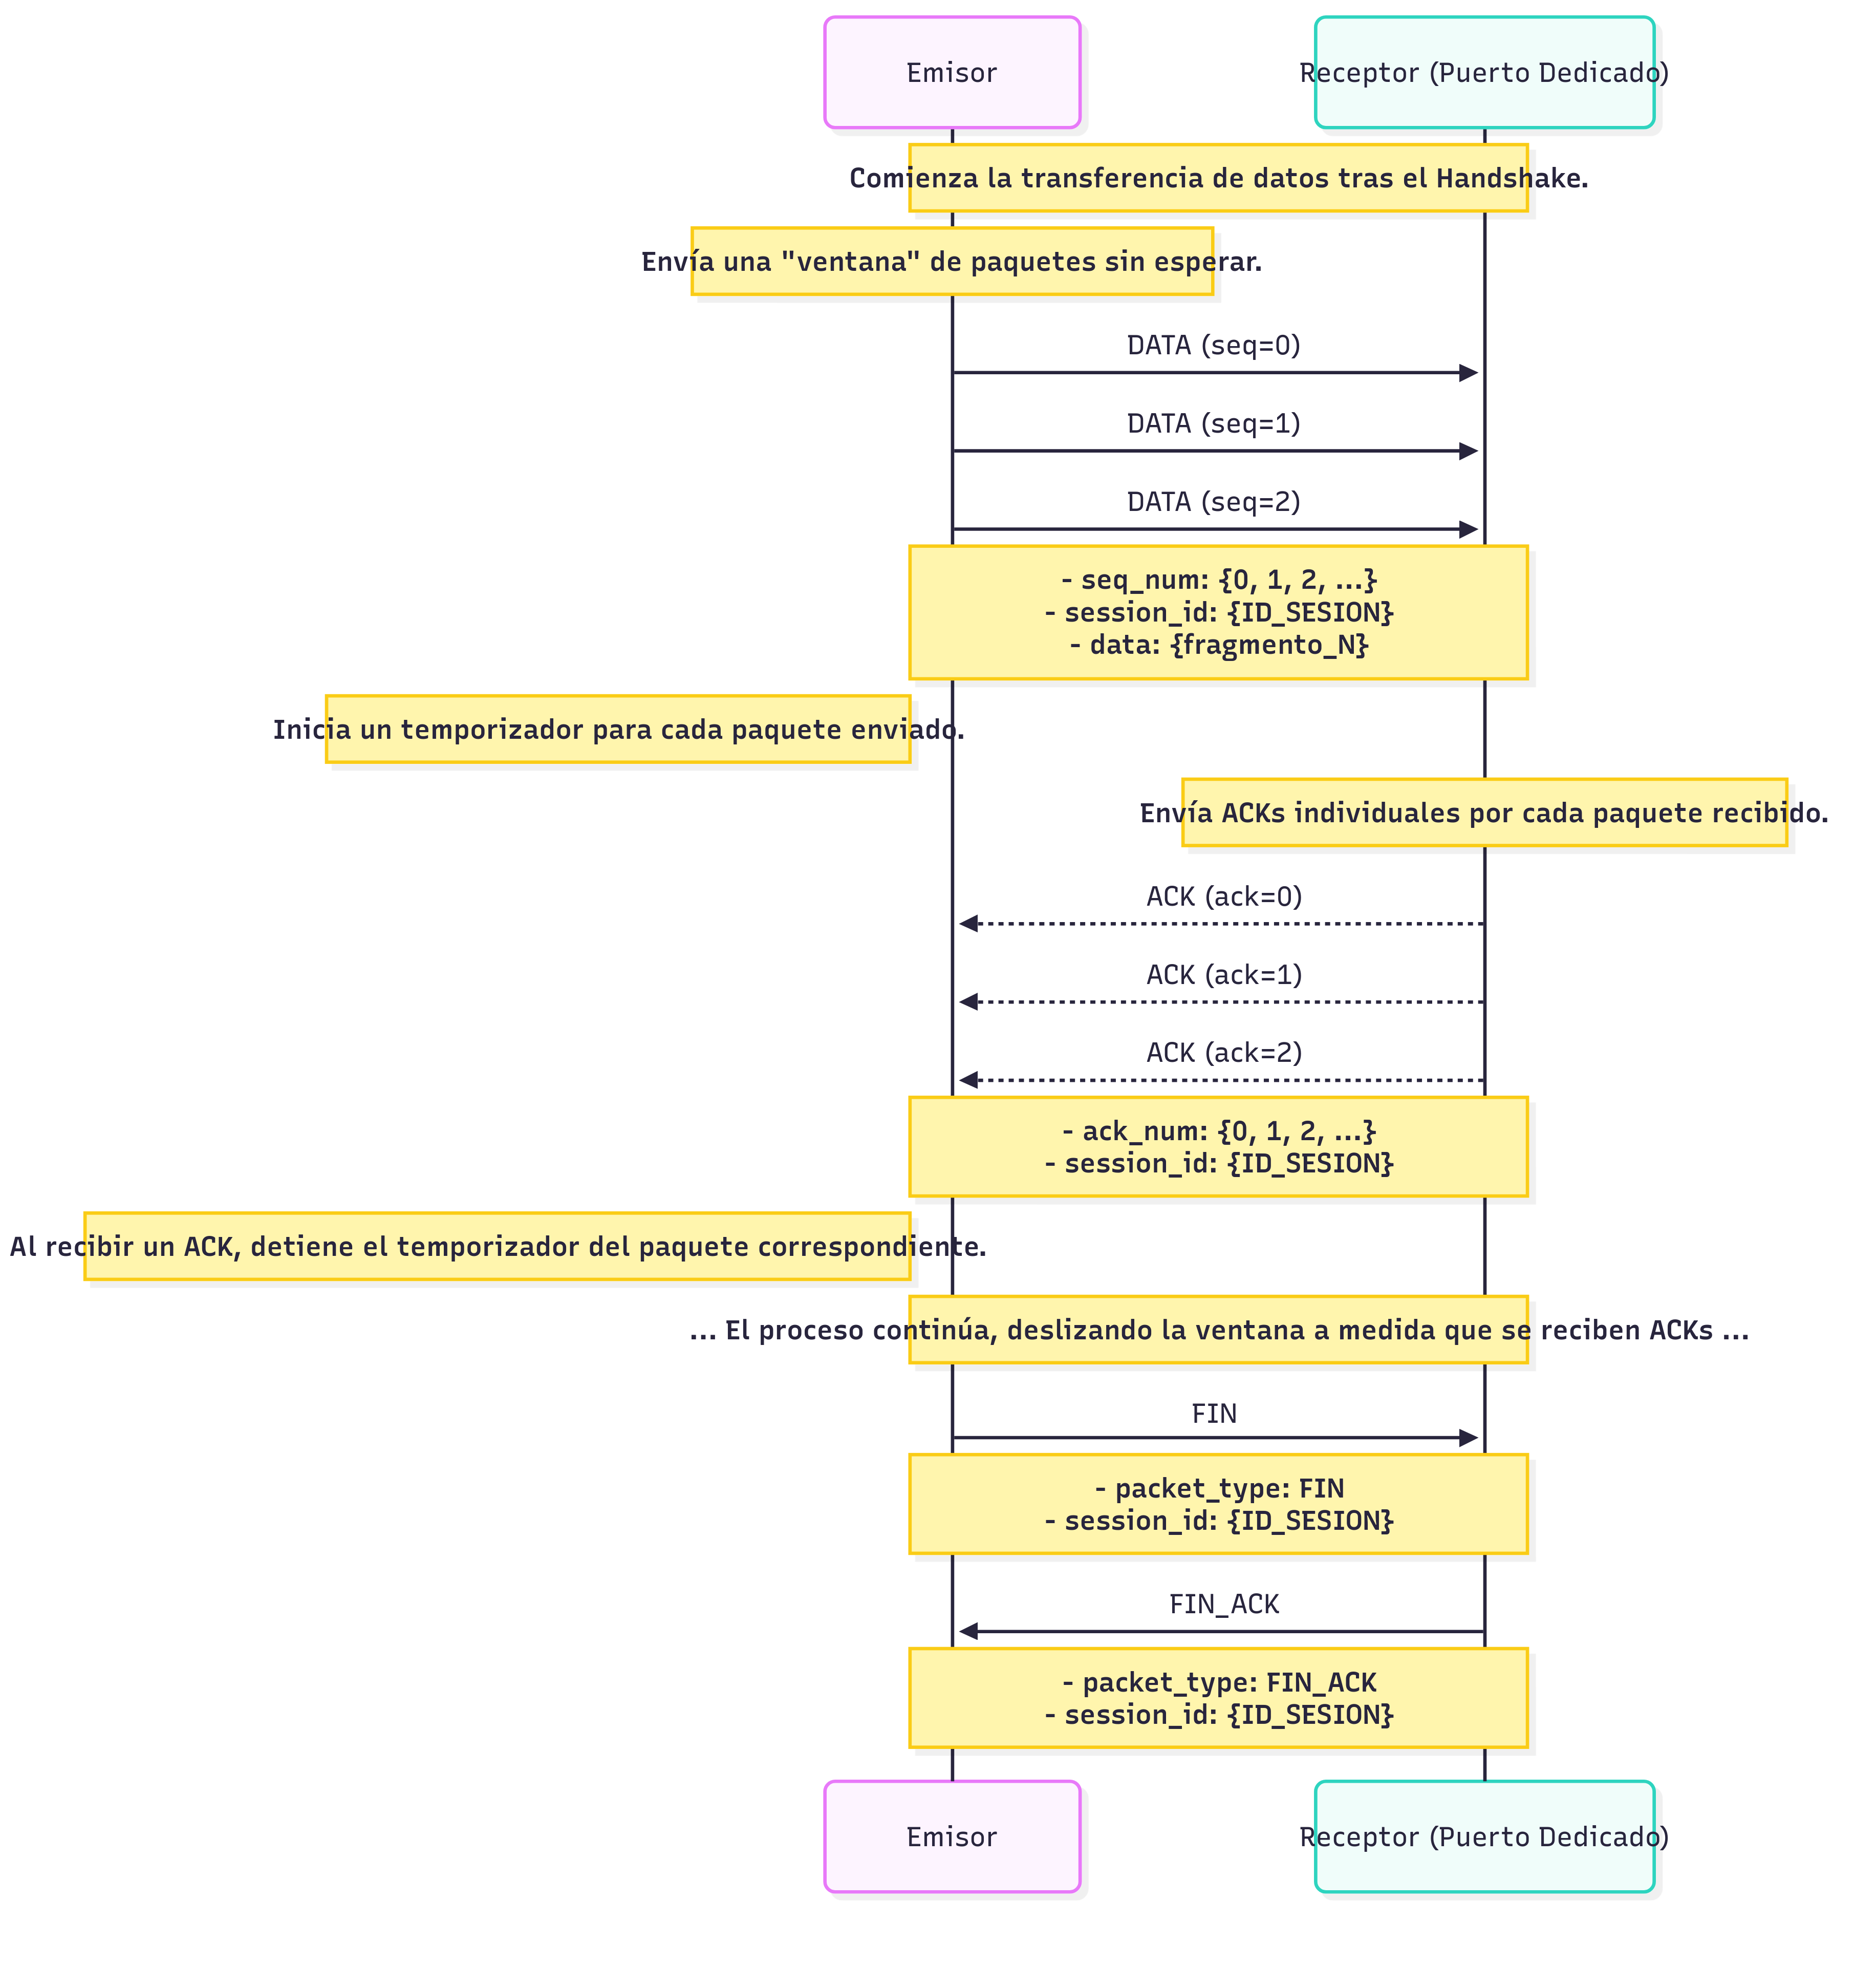 Emisor
Receptor (Puerto Dedicado)
Comienza la transferencia de datos tras el Handshake.
Envía una "ventana" de paquetes sin esperar.
DATA (seq=0)
DATA (seq=1)
DATA (seq=2)
- seq_num: {0, 1, 2, ...}
- session_id: {ID_SESION}
- data: {fragmento_N}
Inicia un temporizador para cada paquete enviado.
Envía ACKs individuales por cada paquete recibido.
ACK (ack=0)
ACK (ack=1)
ACK (ack=2)
- ack_num: {0, 1, 2, ...}
- session_id: {ID_SESION}
Al recibir un ACK, detiene el temporizador del paquete correspondiente.
... El proceso continúa, deslizando la ventana a medida que se reciben ACKs ...
FIN
- packet_type: FIN
- session_id: {ID_SESION}
FIN_ACK
- packet_type: FIN_ACK
- session_id: {ID_SESION}
Emisor
Receptor (Puerto Dedicado)